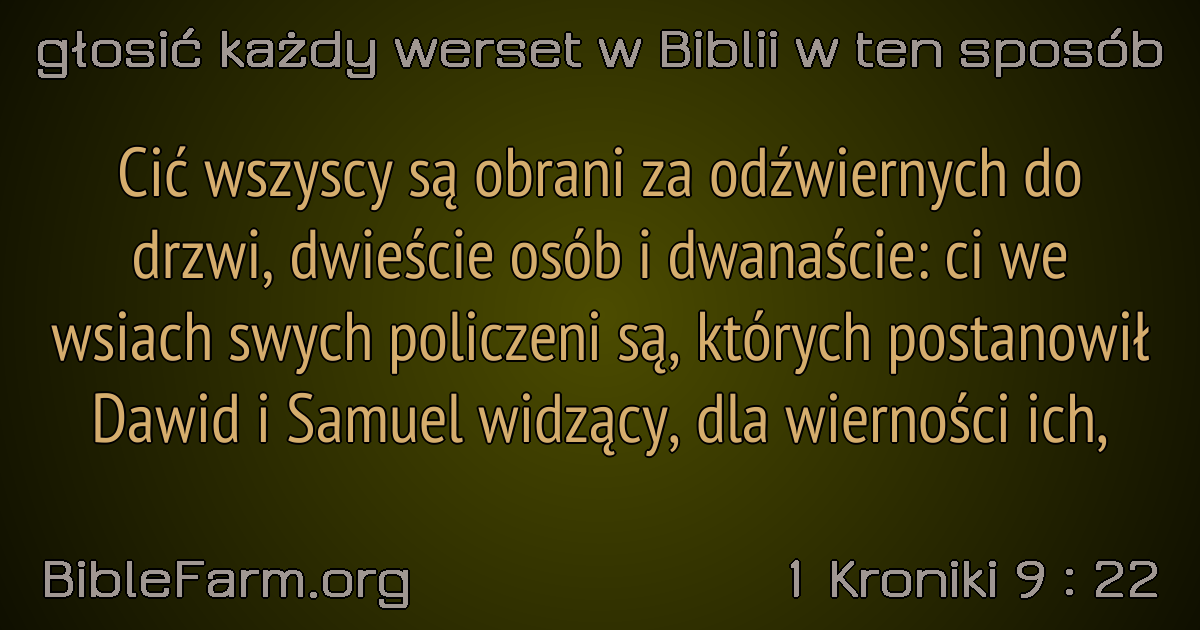 głosić każdy werset w Biblii w ten sposób
Cić wszyscy są obrani za odźwiernych do
drzwi, dwieście osób i dwanaście: ci we
wsiach swych policzeni są, których postanowił
Dawid i Samuel widzący, dla wierności ich,
BibleFarm.org
1 Kroniki 9 : 22